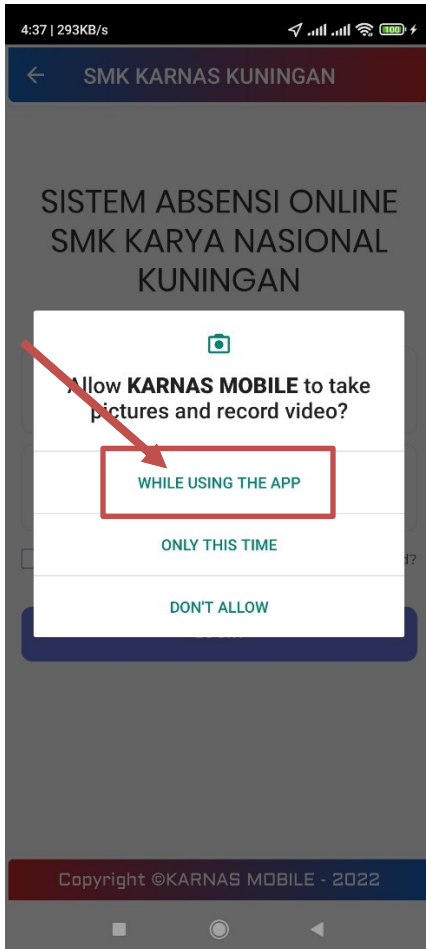 4:37 | 293KB/s
100
SMK KARNAS KUNINGAN
SISTEM ABSENSI ONLINE
SMK KARYA NASIONAL
KUNINGAN
Allow KARNAS MOBILE to take
pictures and record video?
WHILE USING THE APP
ONLY THIS TIME
DON'T ALLOW
Copyright ©KARNAS MOBILE - 2022